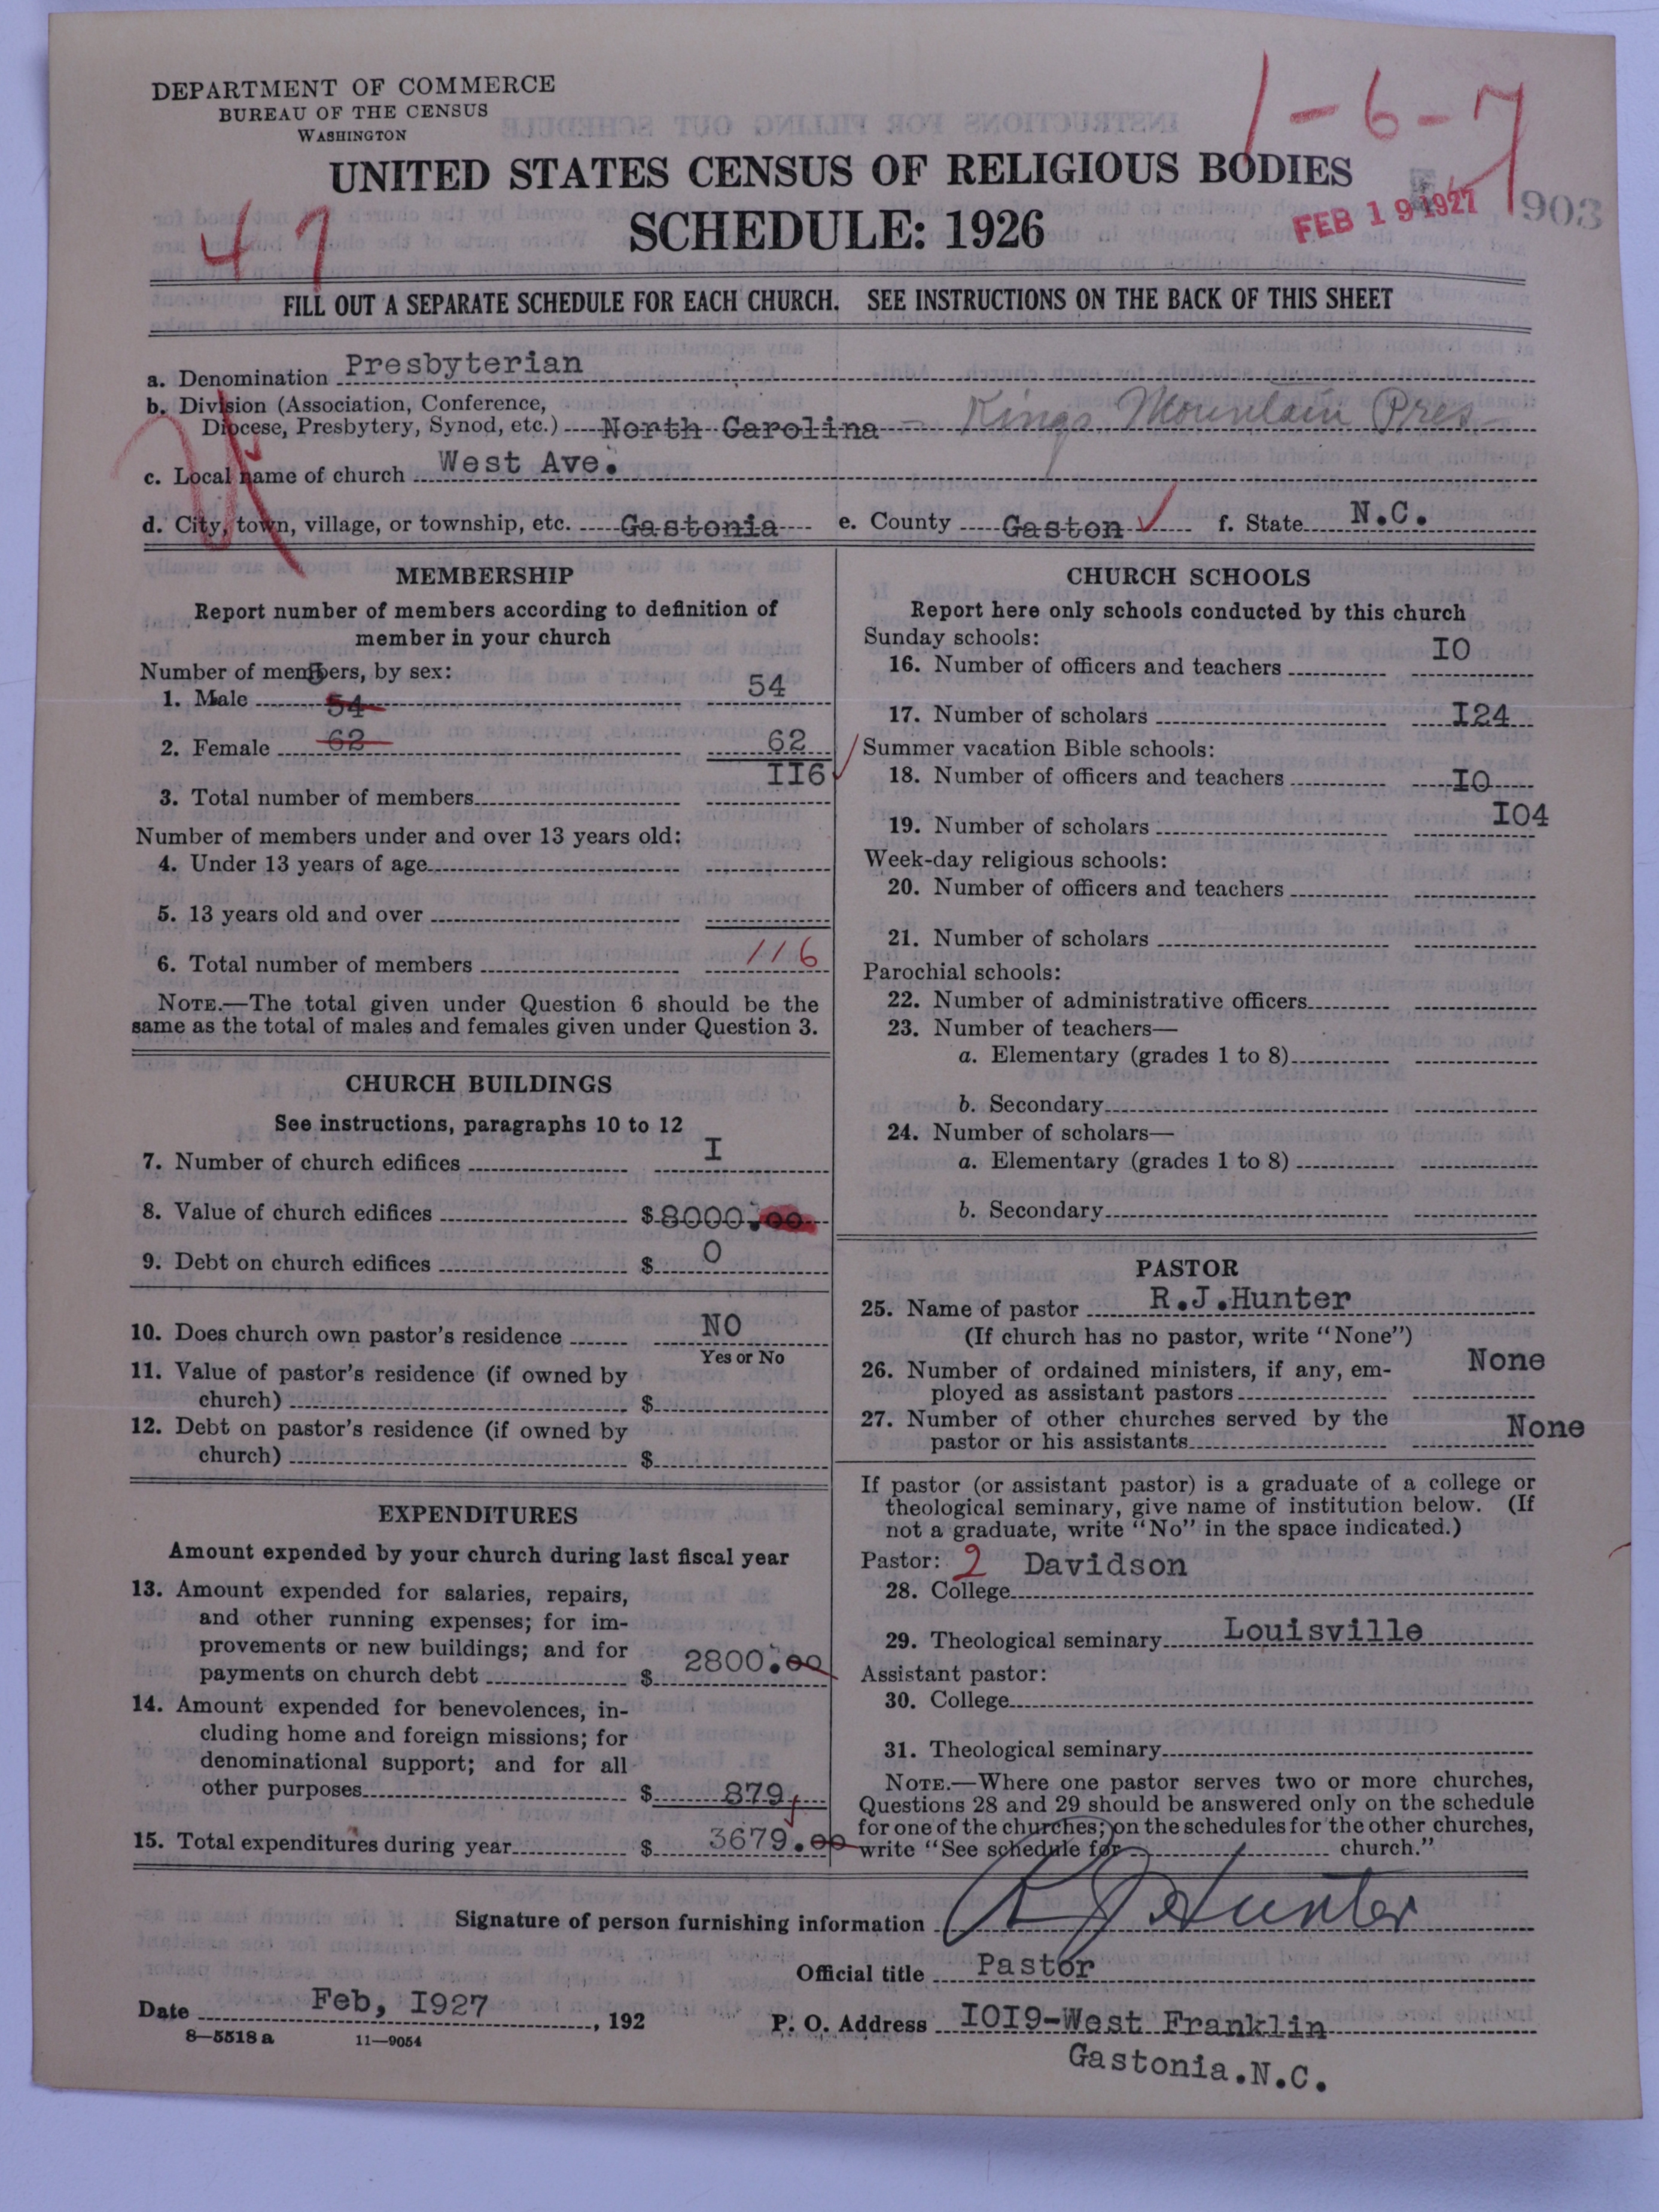 1-6-7
DEPARTMENT OF COMMERCE
BUREAU OF THE CENSUS
WASHINGTON
UNITED STATES CENSUS OF RELIGIOUS BODIES
SCHEDULE: 1926
FEB 19 1927
903
FILL OUT A SEPARATE SCHEDULE FOR EACH CHURCH. SEE INSTRUCTIONS ON THE BACK OF THIS SHEET
a. Denomination Presbyterian
b. Division (Association, Conference,
Diocese, Presbytery, Synod, etc.) North Carolina - Kings Mountain Pres
c. Local name of church West Ave.
d. City, town, village, or township, etc. Gastonia e. County Gaston f. State N.C.
MEMBERSHIP
Report number of members according to definition of
member in your church
Number of members, by sex:
1. Male 54 54
2. Female 62 62
II6
3. Total number of members
Number of members under and over 13 years old:
4. Under 13 years of age
5. 13 years old and over
6. Total number of members 116
NOTE.—The total given under Question 6 should be the
same as the total of males and females given under Question 3.
CHURCH BUILDINGS
See instructions, paragraphs 10 to 12
7. Number of church edifices I
8. Value of church edifices $8000.00
9. Debt on church edifices $ 0
10. Does church own pastor's residence NO
Yes or No
11. Value of pastor's residence (if owned by
church) $
12. Debt on pastor's residence (if owned by
church) $
EXPENDITURES
Amount expended by your church during last fiscal year
13. Amount expended for salaries, repairs,
and other running expenses; for im-
provements or new buildings; and for
payments on church debt $ 2800.00
14. Amount expended for benevolences, in-
cluding home and foreign missions; for
denominational support; and for all
other purposes $ 879
15. Total expenditures during year $ 3679.00
CHURCH SCHOOLS
Report here only schools conducted by this church
Sunday schools:
16. Number of officers and teachers IO
17. Number of scholars I24
Summer vacation Bible schools:
18. Number of officers and teachers IO
19. Number of scholars I04
Week-day religious schools:
20. Number of officers and teachers
21. Number of scholars
Parochial schools:
22. Number of administrative officers
23. Number of teachers—
a. Elementary (grades 1 to 8)
b. Secondary
24. Number of scholars—
a. Elementary (grades 1 to 8)
b. Secondary
PASTOR
25. Name of pastor R.J.Hunter
(If church has no pastor, write "None")
26. Number of ordained ministers, if any, em-
ployed as assistant pastors None
27. Number of other churches served by the
pastor or his assistants None
If pastor (or assistant pastor) is a graduate of a college or
theological seminary, give name of institution below. (If
not a graduate, write "No" in the space indicated.)
Pastor: 2
28. College Davidson
29. Theological seminary Louisville
Assistant pastor:
30. College
31. Theological seminary
NOTE.—Where one pastor serves two or more churches,
Questions 28 and 29 should be answered only on the schedule
for one of the churches; on the schedules for the other churches,
write "See schedule for church."
Signature of person furnishing information R J Hunter
Official title Pastor
Date Feb, I927, 192
P. O. Address IOI9-West Franklin
Gastonia.N.C.
8—5518 a 11—9054